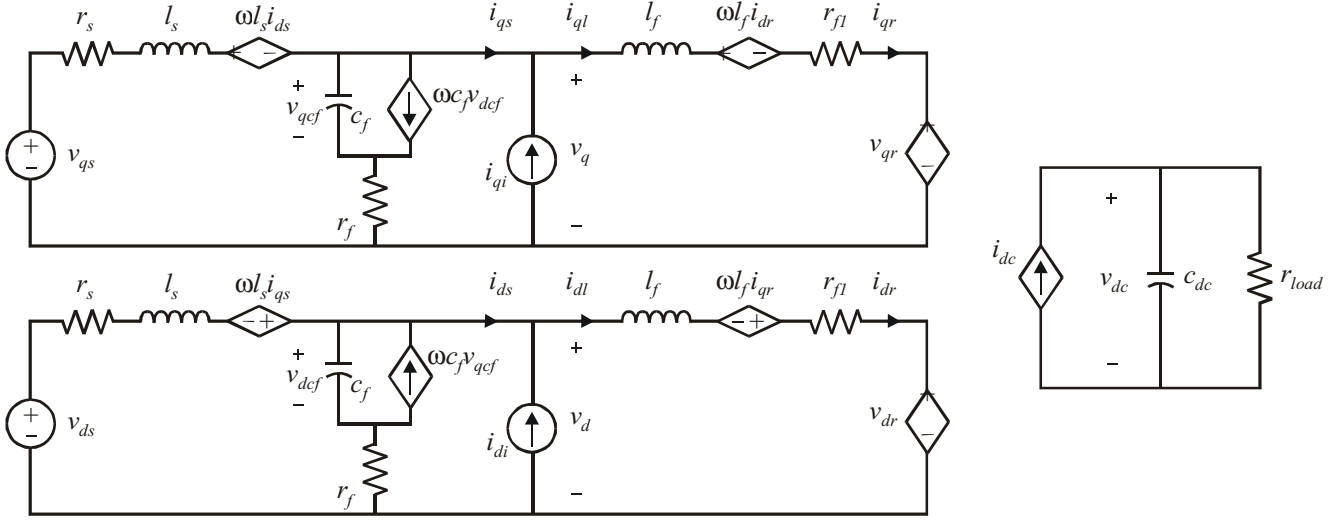 r_s l_s ωl_s i_ds i_qs i_ql l_f ωl_f i_dr r_f1 i_qr
+ − + −
+ v_qcf − c_f ωc_f v_dcf +
+ − v_qs i_qi v_q v_qr + −
r_f −
r_s l_s ωl_s i_qs i_ds i_dl l_f ωl_f i_qr r_f1 i_dr
− + − +
+ v_dcf − c_f ωc_f v_qcf +
+ − v_ds i_di v_d v_dr + −
r_f −
+
i_dc v_dc c_dc r_load
−